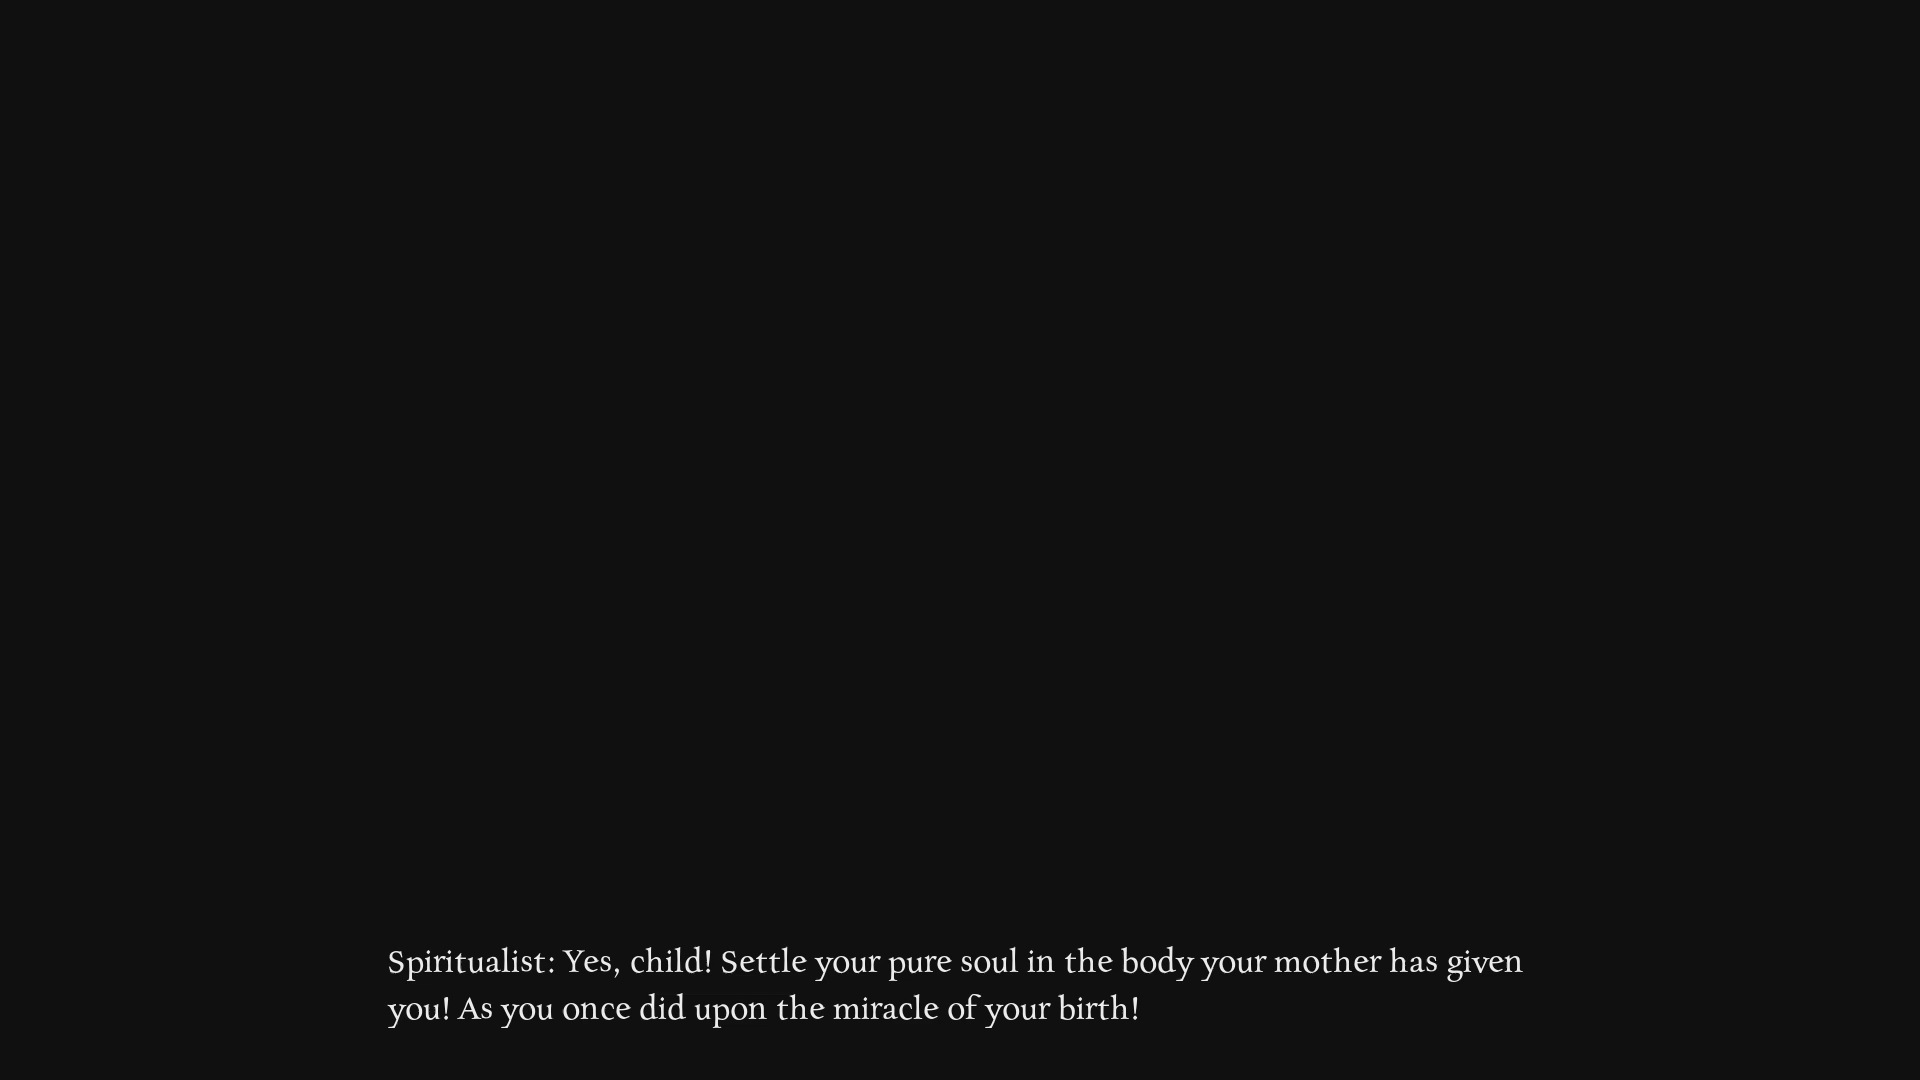 Spiritualist: Yes, child! Settle your pure soul in the body your mother has given
you! As you once did upon the miracle of your birth!